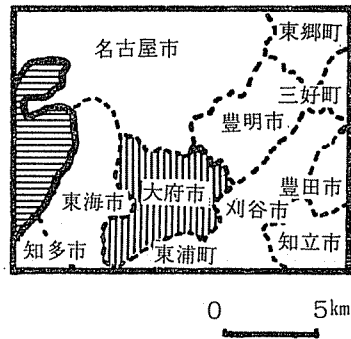 東郷町
名古屋市
三好町
豊明市
豊田市
東海市
大府市
刈谷市
知立市
知多市
東浦町
0 5km